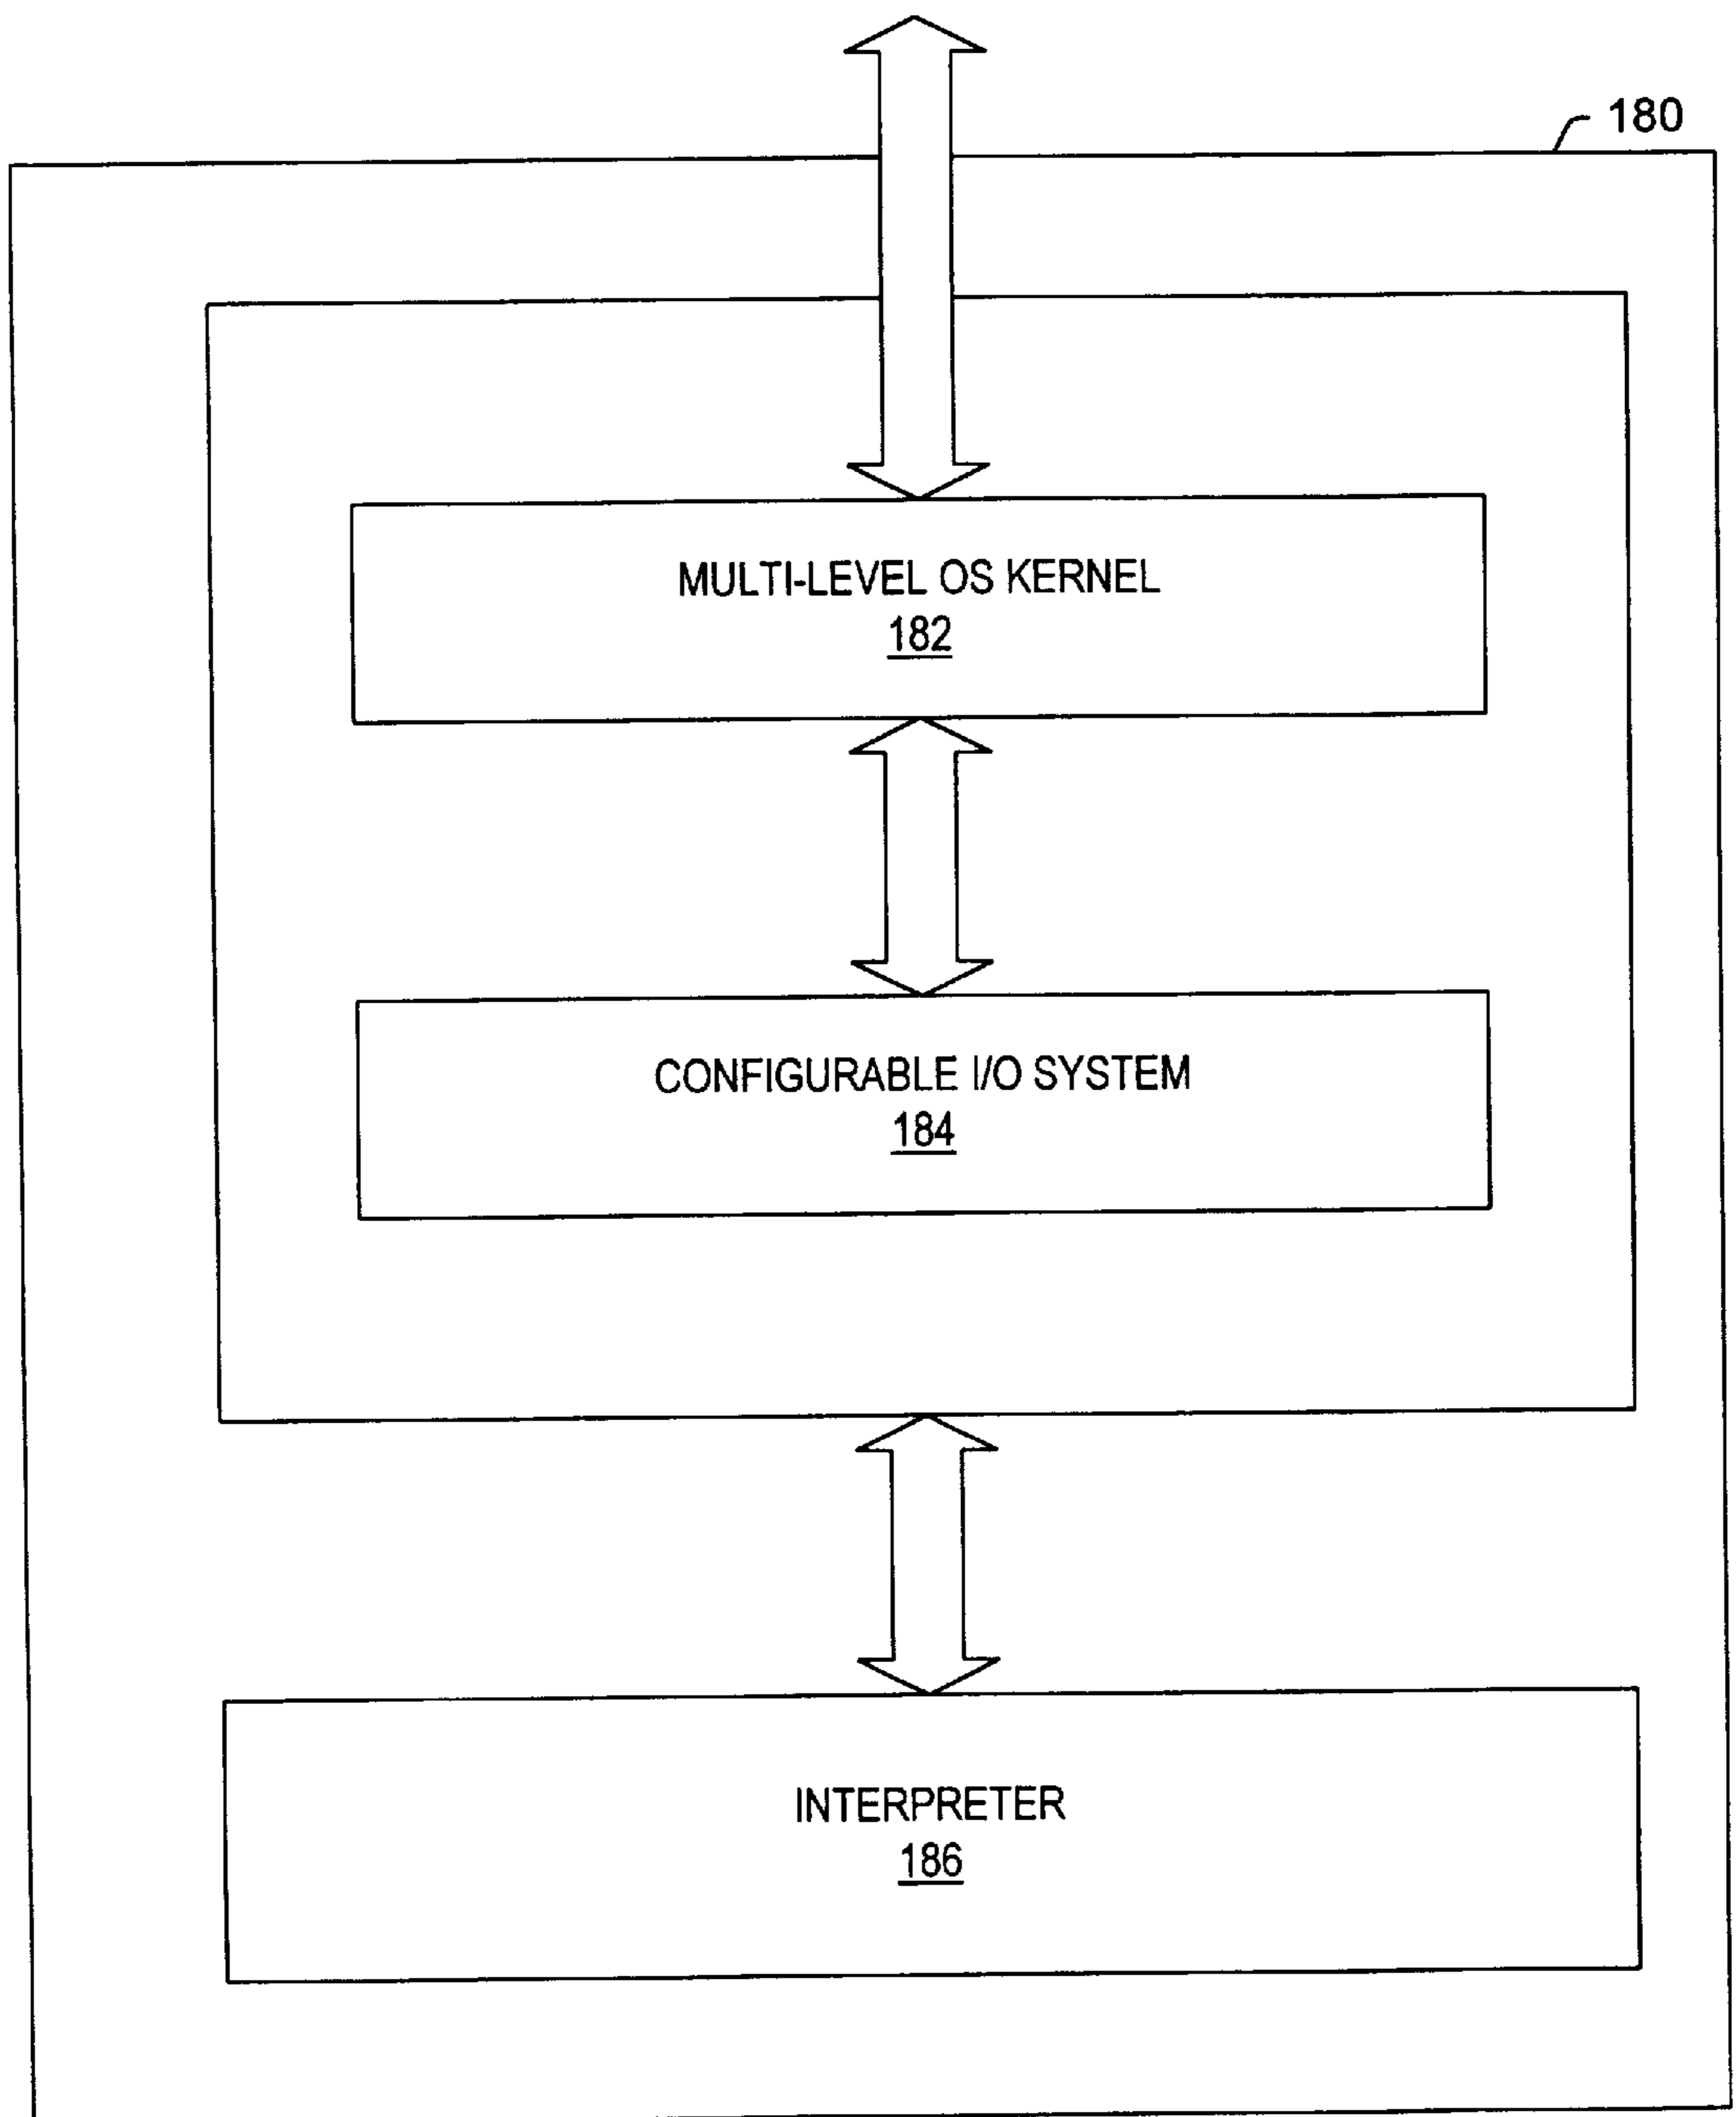 180
MULTI-LEVEL OS KERNEL
182
CONFIGURABLE I/O SYSTEM
184
INTERPRETER
186